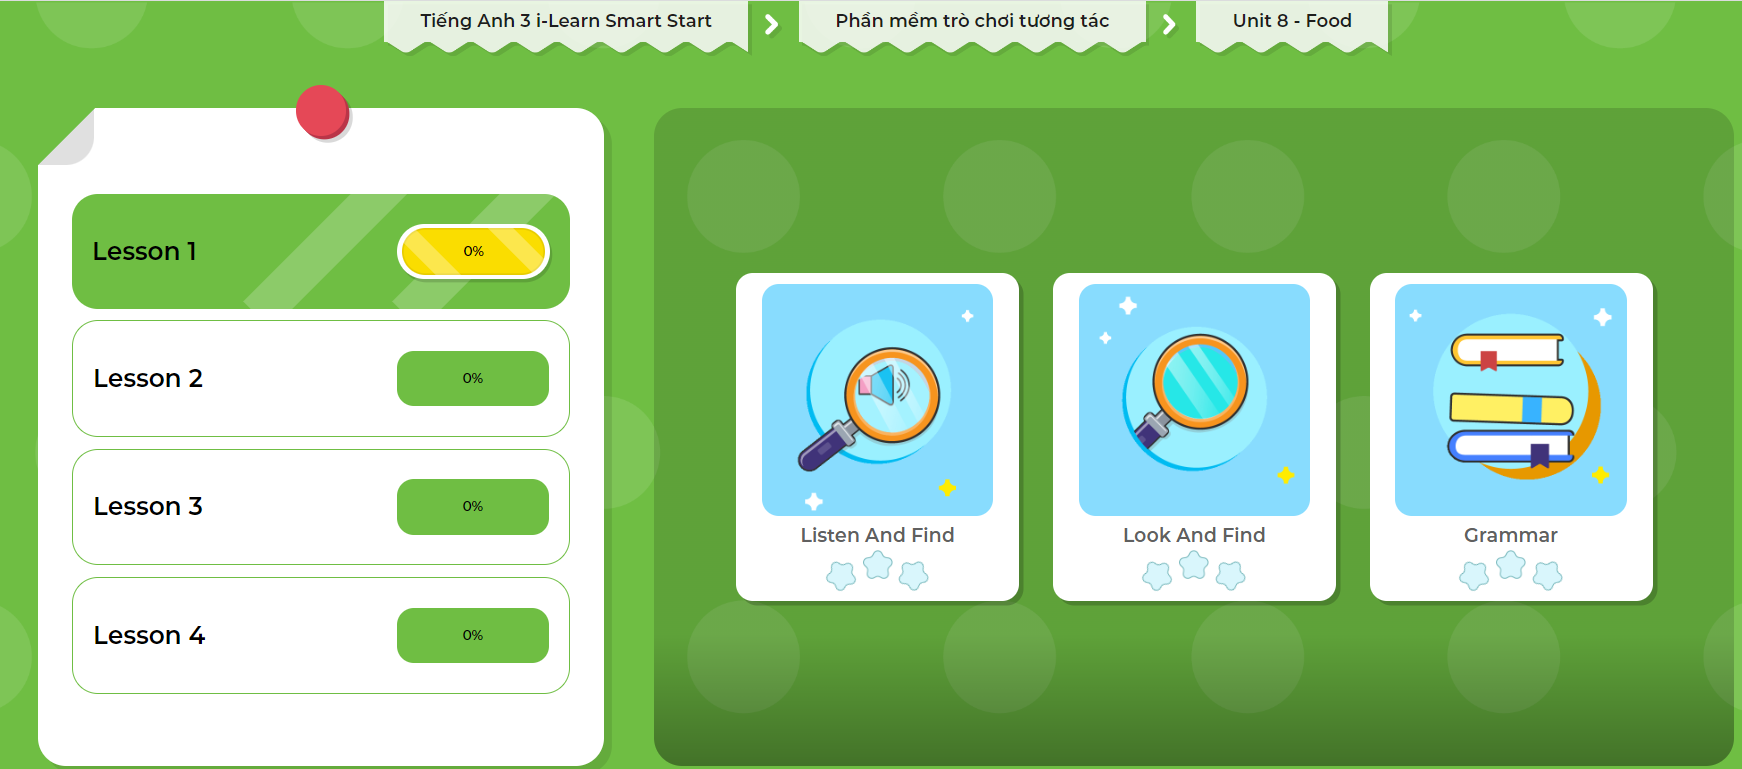 Tiếng Anh 3 i-Learn Smart Start
Phần mềm trò chơi tương tác
Unit 8 - Food
Lesson 1
0%
Lesson 2
0%
Lesson 3
0%
Lesson 4
0%
Listen And Find
Look And Find
Grammar